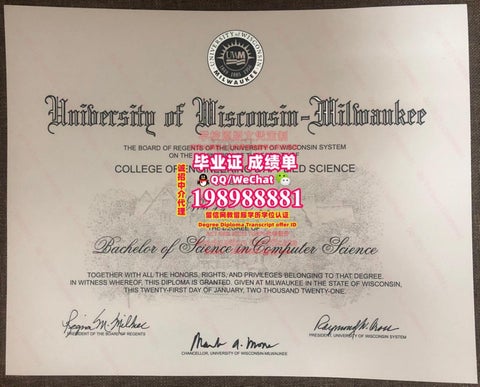 UNIVERSITY OF WISCONSIN
UWM
MILWAUKEE
University of Wisconsin-Milwaukee
THE BOARD OF REGENTS OF THE UNIVERSITY OF WISCONSIN SYSTEM
ON THE
毕业证 成绩单
COLLEGE OF ENGINEERING SCIENCE
QQ/WeChat
诚招中介代理
198988881
留信网教留服学历学位认证
Degree Diploma Transcript offer ID
THE DEGREE OF
Bachelor of Science in Computer Science
TOGETHER WITH ALL THE HONORS, RIGHTS, AND PRIVILEGES BELONGING TO THAT DEGREE.
IN WITNESS WHEREOF, THIS DIPLOMA IS GRANTED. GIVEN AT MILWAUKEE IN THE STATE OF WISCONSIN,
THIS TWENTY-FIRST DAY OF JANUARY, TWO THOUSAND TWENTY-ONE.
PRESIDENT OF THE BOARD OF REGENTS
CHANCELLOR, UNIVERSITY OF WISCONSIN-MILWAUKEE
PRESIDENT, UNIVERSITY OF WISCONSIN SYSTEM